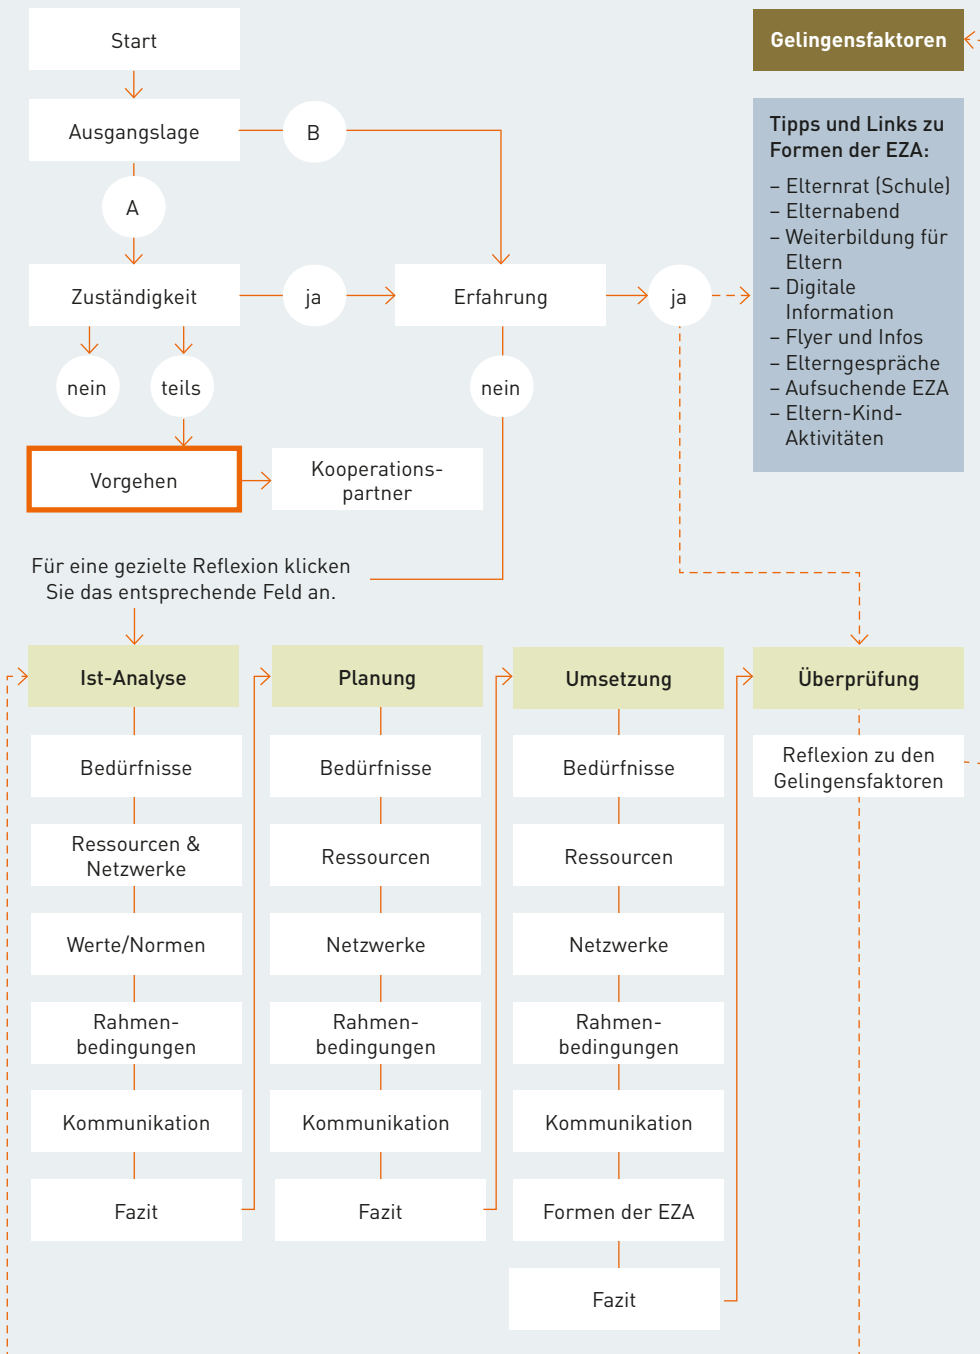 Start
Gelingensfaktoren
Ausgangslage
B
A
Tipps und Links zu
Formen der EZA:
– Elternrat (Schule)
– Elternabend
– Weiterbildung für
Eltern
– Digitale
Information
– Flyer und Infos
– Elterngespräche
– Aufsuchende EZA
– Eltern-Kind-
Aktivitäten
Zuständigkeit
ja
Erfahrung
ja
nein
teils
nein
Vorgehen
Kooperations-
partner
Für eine gezielte Reflexion klicken
Sie das entsprechende Feld an.
Ist-Analyse
Bedürfnisse
Ressourcen &
Netzwerke
Werte/Normen
Rahmen-
bedingungen
Kommunikation
Fazit
Planung
Bedürfnisse
Ressourcen
Netzwerke
Rahmen-
bedingungen
Kommunikation
Fazit
Umsetzung
Bedürfnisse
Ressourcen
Netzwerke
Rahmen-
bedingungen
Kommunikation
Formen der EZA
Fazit
Überprüfung
Reflexion zu den
Gelingensfaktoren